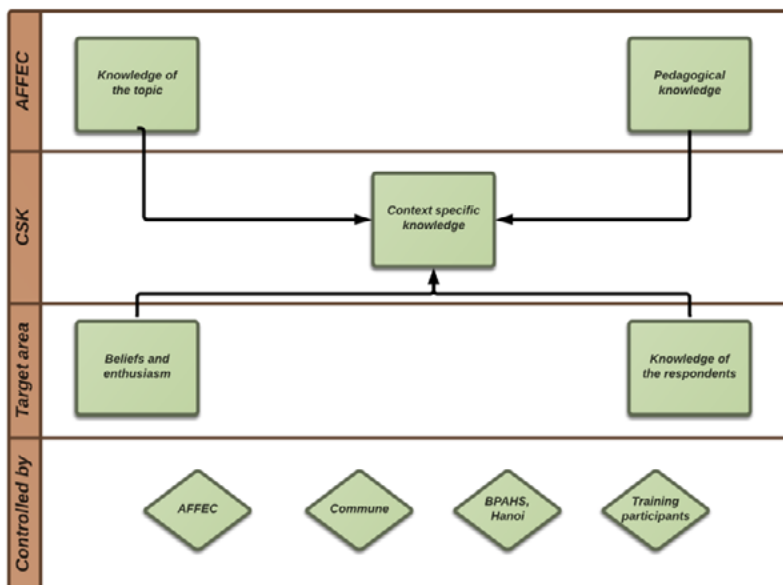 AFFEC
Knowledge of
the topic
Pedagogical
knowledge
CSK
Context specific
knowledge
Target area
Beliefs and
enthusiasm
Knowledge of
the respondents
Controlled by
AFFEC
Commune
BPAHS,
Hanoi
Training
participants